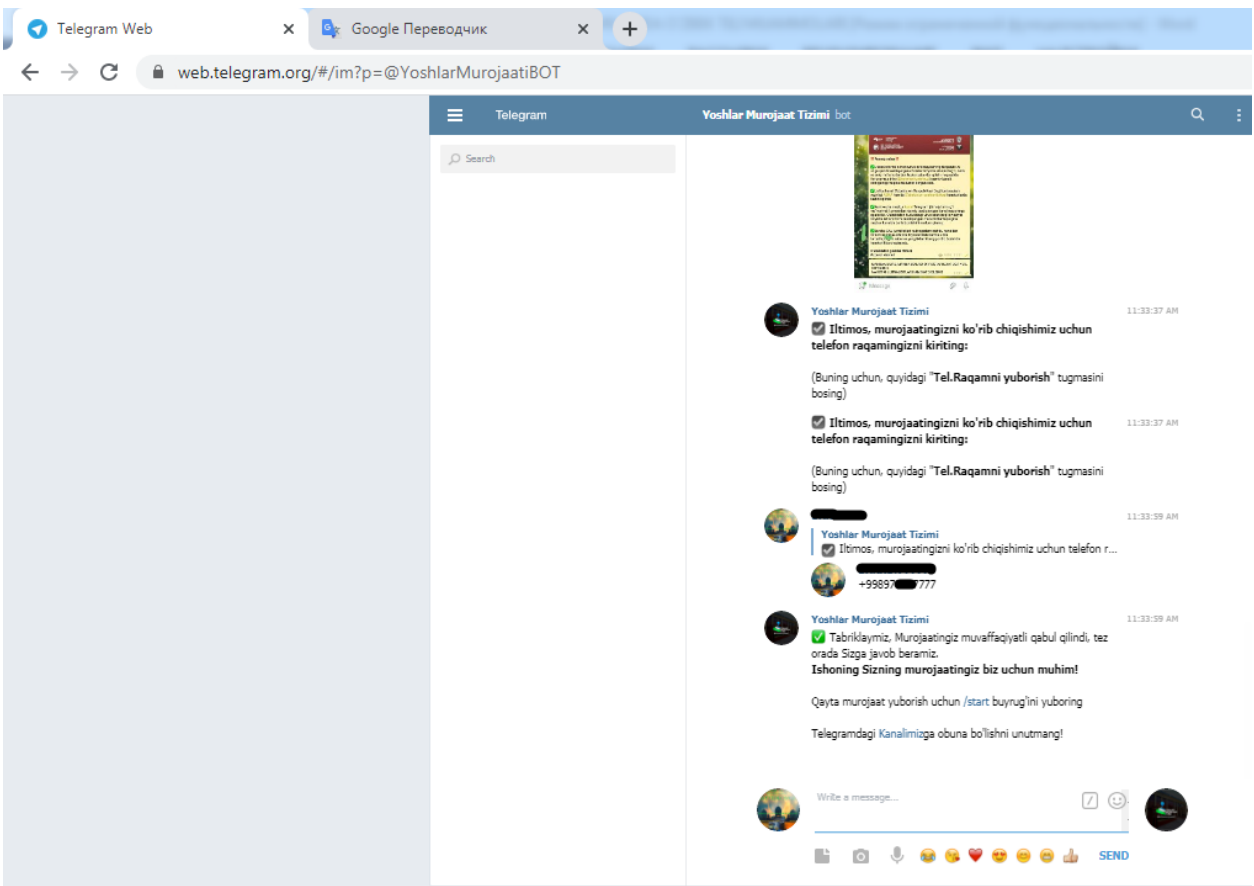 Telegram Web
Google Переводчик
web.telegram.org/#/im?p=@YoshlarMurojaatiBOT
Telegram
Yoshlar Murojaat Tizimi bot
Search
Message
Yoshlar Murojaat Tizimi 11:33:37 AM
☑ Iltimos, murojaatingizni ko'rib chiqishimiz uchun
telefon raqamingizni kiriting:
(Buning uchun, quyidagi "Tel.Raqamni yuborish" tugmasini
bosing)
☑ Iltimos, murojaatingizni ko'rib chiqishimiz uchun 11:33:37 AM
telefon raqamingizni kiriting:
(Buning uchun, quyidagi "Tel.Raqamni yuborish" tugmasini
bosing)
11:33:59 AM
Yoshlar Murojaat Tizimi
☑ Iltimos, murojaatingizni ko'rib chiqishimiz uchun telefon r...
+99897 7777
Yoshlar Murojaat Tizimi 11:33:59 AM
✅ Tabriklaymiz, Murojaatingiz muvaffaqiyatli qabul qilindi, tez
orada Sizga javob beramiz.
Ishoning Sizning murojaatingiz biz uchun muhim!
Qayta murojaat yuborish uchun /start buyrug'ini yuboring
Telegramdagi Kanalimizga obuna bo'lishni unutmang!
Write a message...
SEND